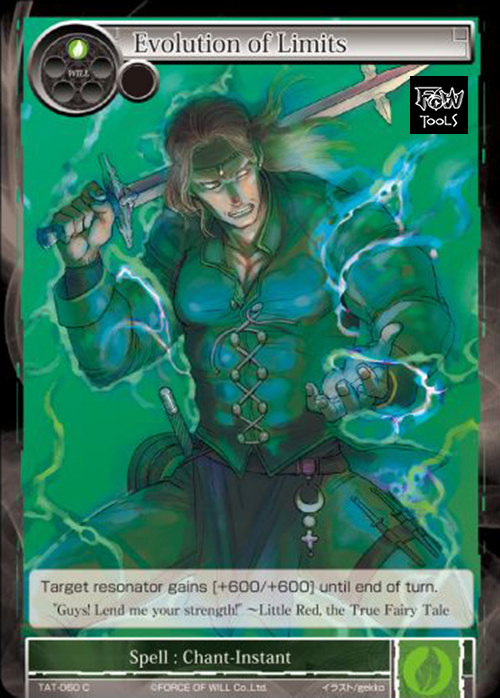 Evolution of Limits
WILL
FOW
TOOLS
Target resonator gains [+600/+600] until end of turn.
"Guys! Lend me your strength!" ~Little Red, the True Fairy Tale
Spell : Chant-Instant
TAT-060 C ©FORCE OF WILL Co.,Ltd. イラスト/gekko